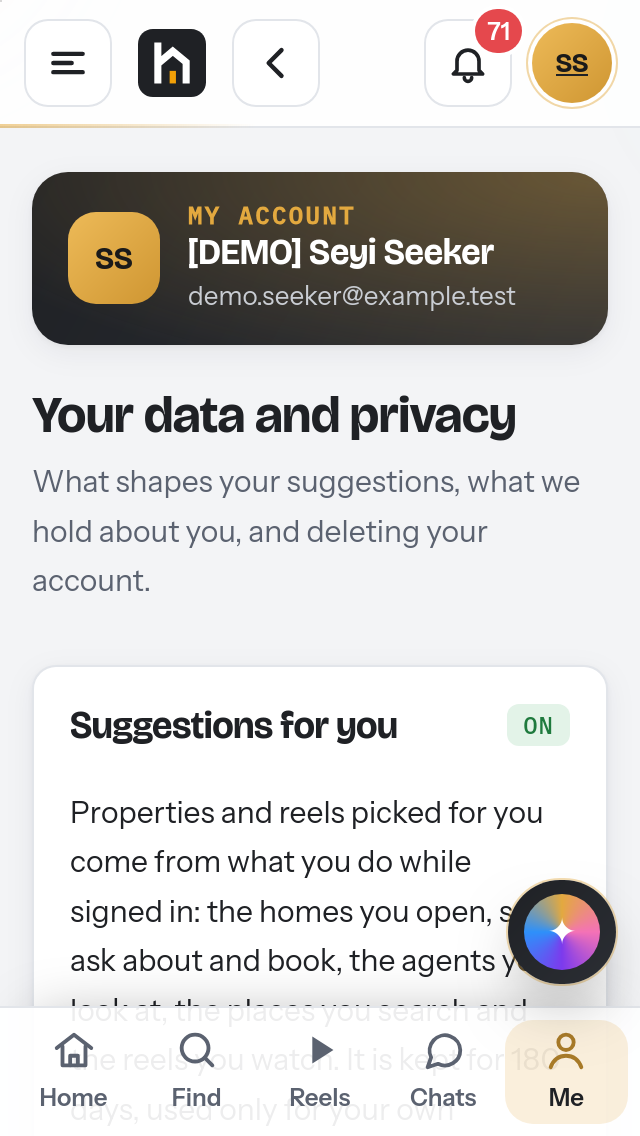 71
SS
SS
MY ACCOUNT
[DEMO] Seyi Seeker
demo.seeker@example.test
Your data and privacy
What shapes your suggestions, what we
hold about you, and deleting your
account.
Suggestions for you
ON
Properties and reels picked for you
come from what you do while
signed in: the homes you open,
ask about and book, the agents
look at, the places you search and
the reels you watch. It is kept for 180
days, used only for your own
Home
Find
Reels
Chats
Me